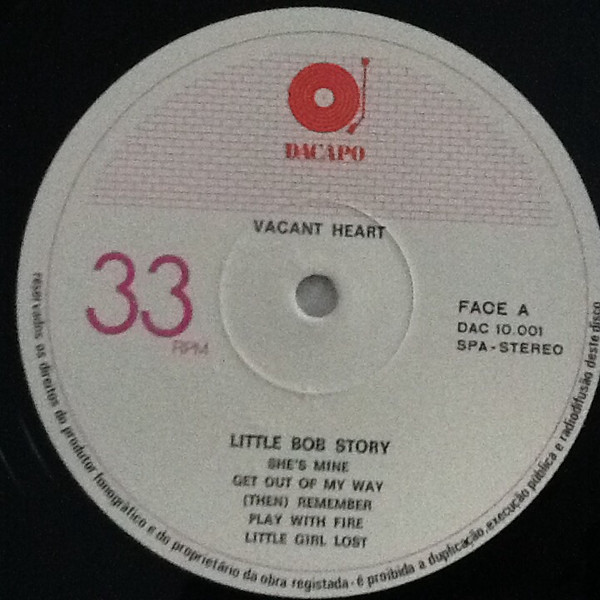 DACAPO
VACANT HEART
33
RPM
FACE A
DAC 10.001
SPA-STEREO
LITTLE BOB STORY
SHE'S MINE
GET OUT OF MY WAY
(THEN) REMEMBER
PLAY WITH FIRE
LITTLE GIRL LOST
reservados os direitos do produtor fonográfico e do proprietário da obra registada - é proibida a duplicação, execução pública e radiodifusão deste disco